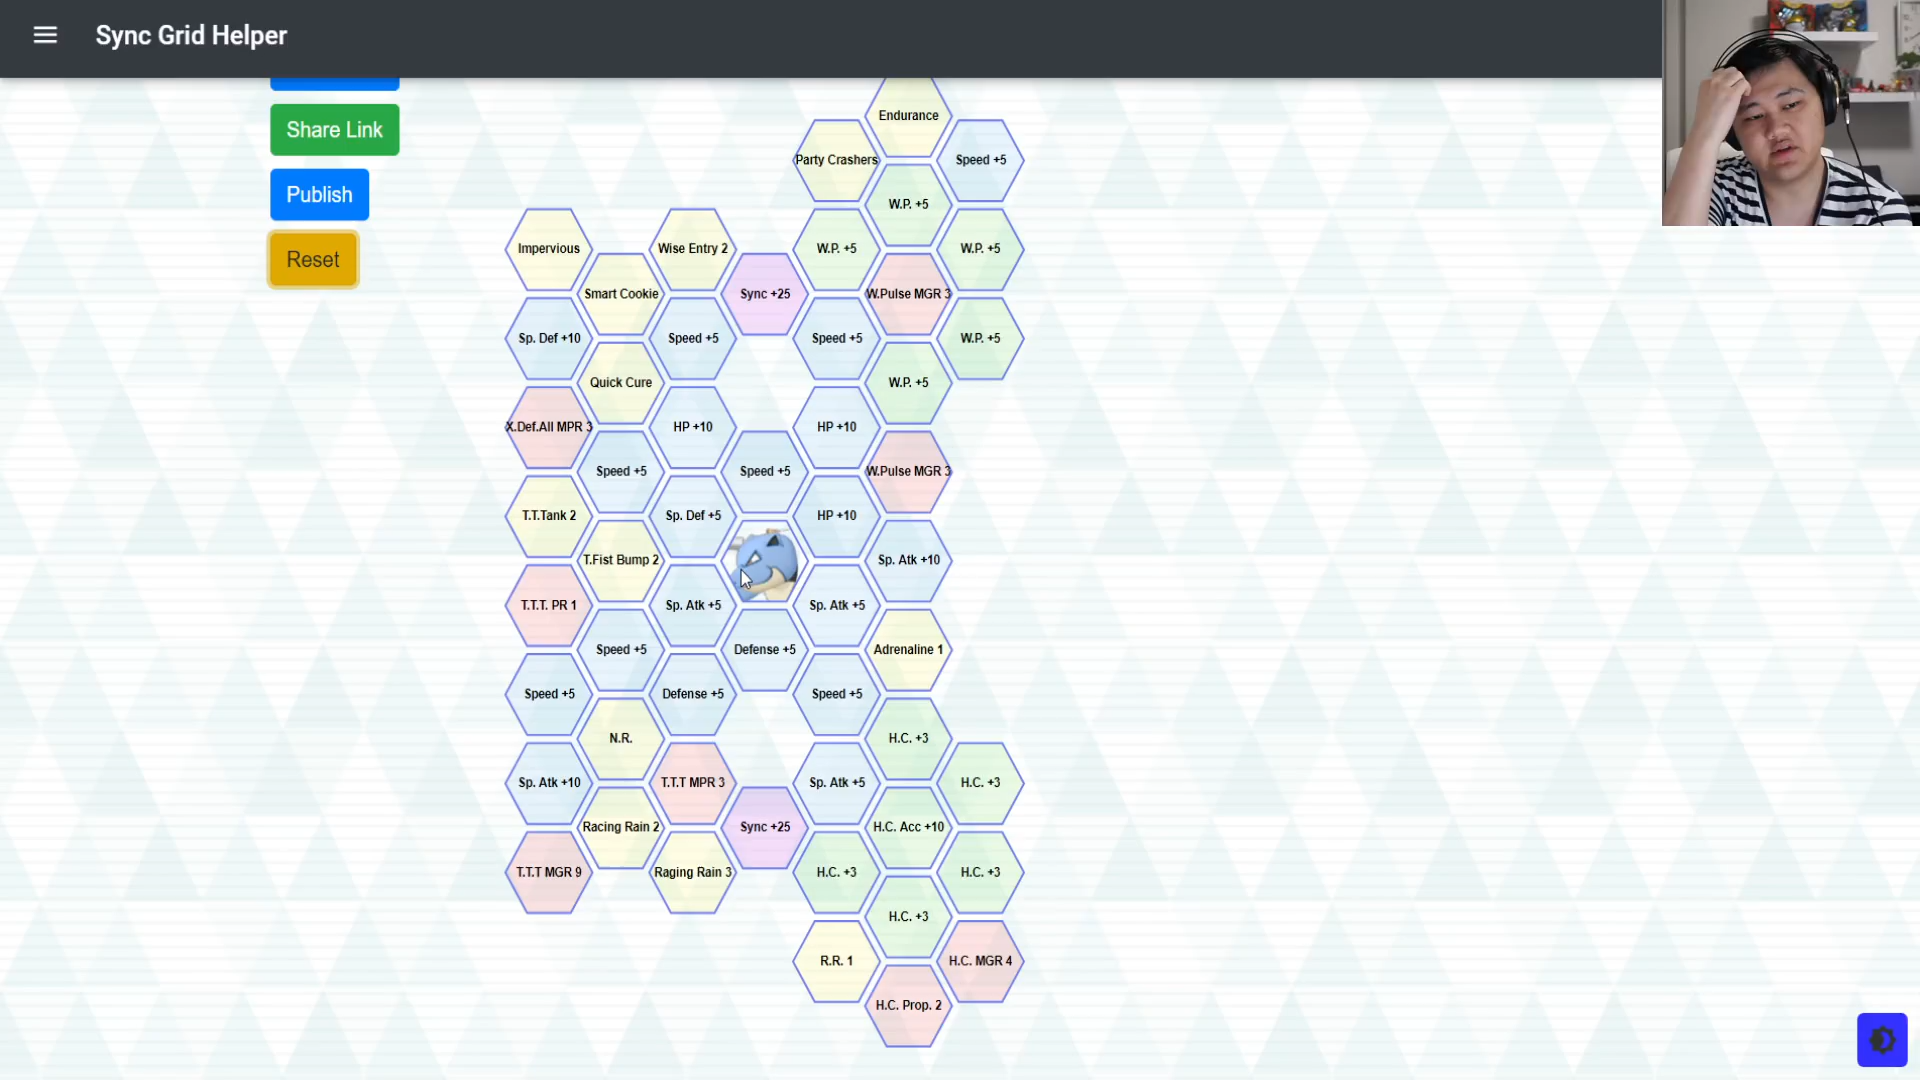 Sync Grid Helper
Share Link
Publish
Reset
Endurance
Party Crashers
Speed +5
W.P. +5
Impervious
Wise Entry 2
W.P. +5
W.P. +5
Smart Cookie
Sync +25
W.Pulse MGR 3
Sp. Def +10
Speed +5
Speed +5
W.P. +5
Quick Cure
W.P. +5
X.Def.All MPR 3
HP +10
HP +10
Speed +5
Speed +5
W.Pulse MGR 3
T.T.Tank 2
Sp. Def +5
HP +10
T.Fist Bump 2
Sp. Atk +10
T.T.T. PR 1
Sp. Atk +5
Sp. Atk +5
Speed +5
Defense +5
Adrenaline 1
Speed +5
Defense +5
Speed +5
N.R.
H.C. +3
Sp. Atk +10
T.T.T MPR 3
Sp. Atk +5
H.C. +3
Racing Rain 2
Sync +25
H.C. Acc +10
T.T.T MGR 9
Raging Rain 3
H.C. +3
H.C. +3
H.C. +3
R.R. 1
H.C. MGR 4
H.C. Prop. 2